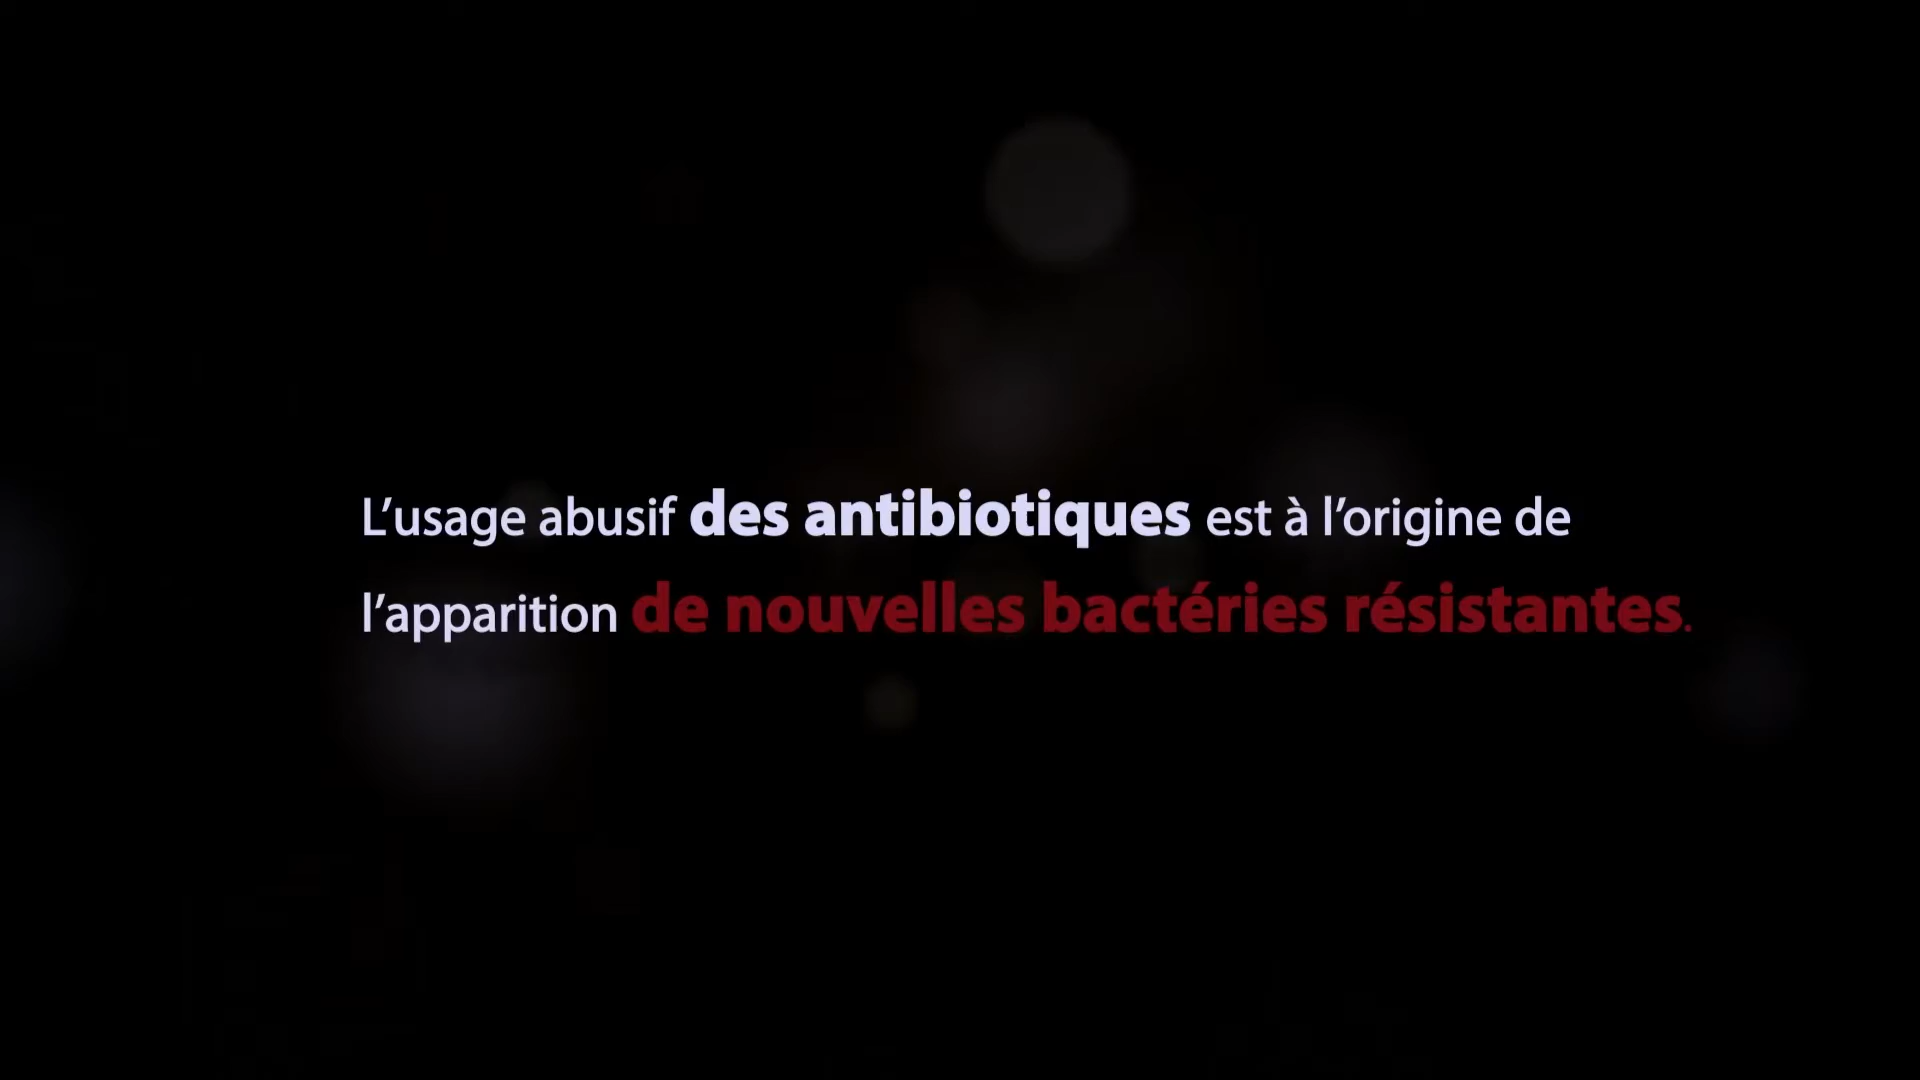 L’usage abusif des antibiotiques est à l’origine de
l’apparition de nouvelles bactéries résistantes.